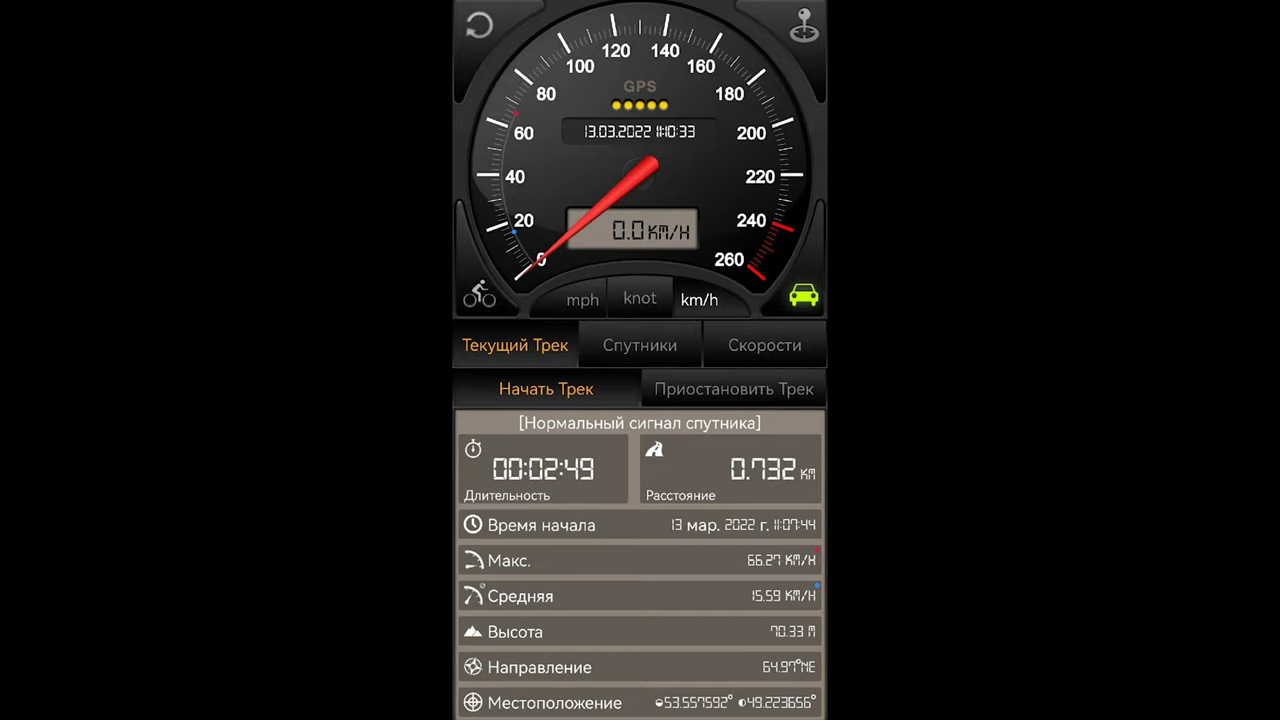 120 140
100 160
80 GPS 180
60 13.03.2022 11:10:33 200
40 220
20 0.0 KM/H 240
0 260
mph knot km/h
Текущий Трек Спутники Скорости
Начать Трек Приостановить Трек
[Нормальный сигнал спутника]
00:02:49 0.732 KM
Длительность Расстояние
Время начала 13 мар. 2022 г. 11:07:44
Макс. 66.27 KM/H
Средняя 15.59 KM/H
Высота 70.33 M
Направление 64.97°NE
Местоположение 53.557592° 49.223656°